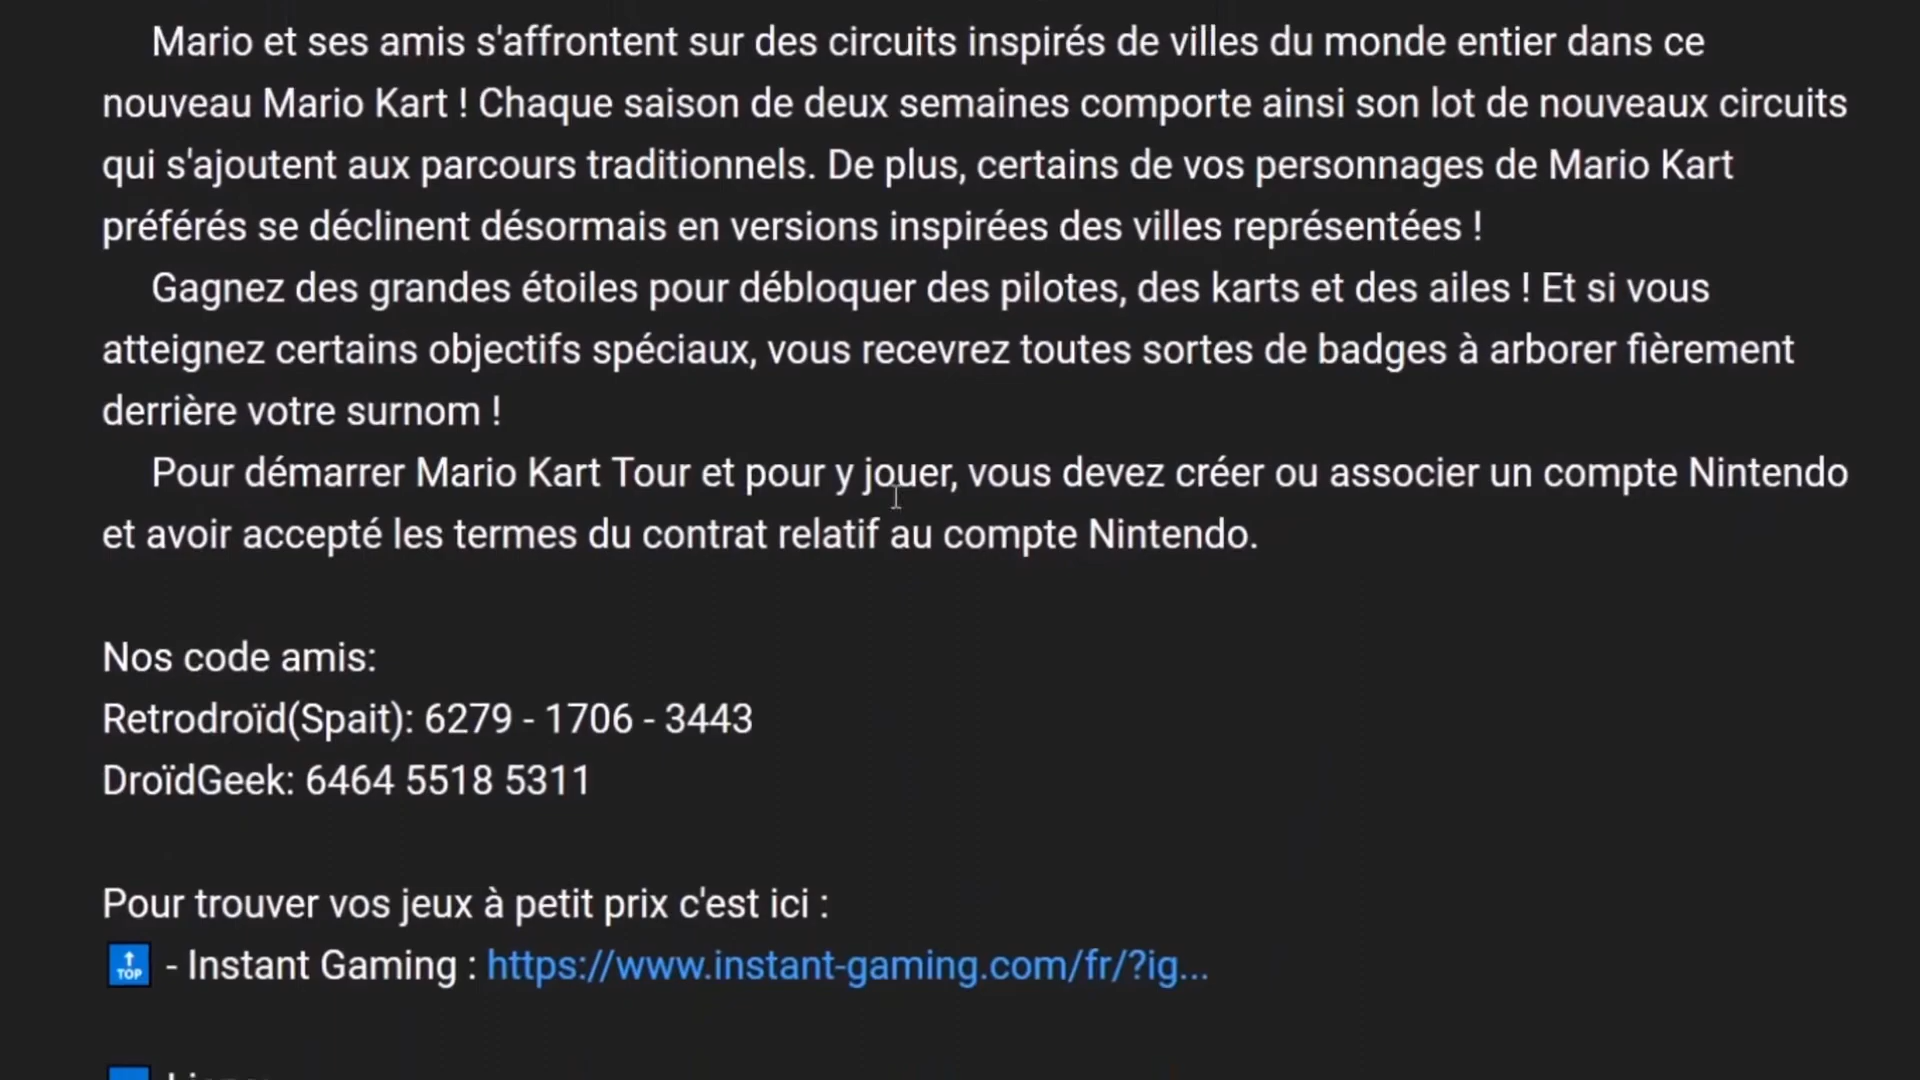 Mario et ses amis s'affrontent sur des circuits inspirés de villes du monde entier dans ce
nouveau Mario Kart ! Chaque saison de deux semaines comporte ainsi son lot de nouveaux circuits
qui s'ajoutent aux parcours traditionnels. De plus, certains de vos personnages de Mario Kart
préférés se déclinent désormais en versions inspirées des villes représentées !
Gagnez des grandes étoiles pour débloquer des pilotes, des karts et des ailes ! Et si vous
atteignez certains objectifs spéciaux, vous recevrez toutes sortes de badges à arborer fièrement
derrière votre surnom !
Pour démarrer Mario Kart Tour et pour y jouer, vous devez créer ou associer un compte Nintendo
et avoir accepté les termes du contrat relatif au compte Nintendo.
Nos code amis:
Retrodroïd(Spait): 6279 - 1706 - 3443
DroïdGeek: 6464 5518 5311
Pour trouver vos jeux à petit prix c'est ici :
TOP - Instant Gaming : https://www.instant-gaming.com/fr/?ig...